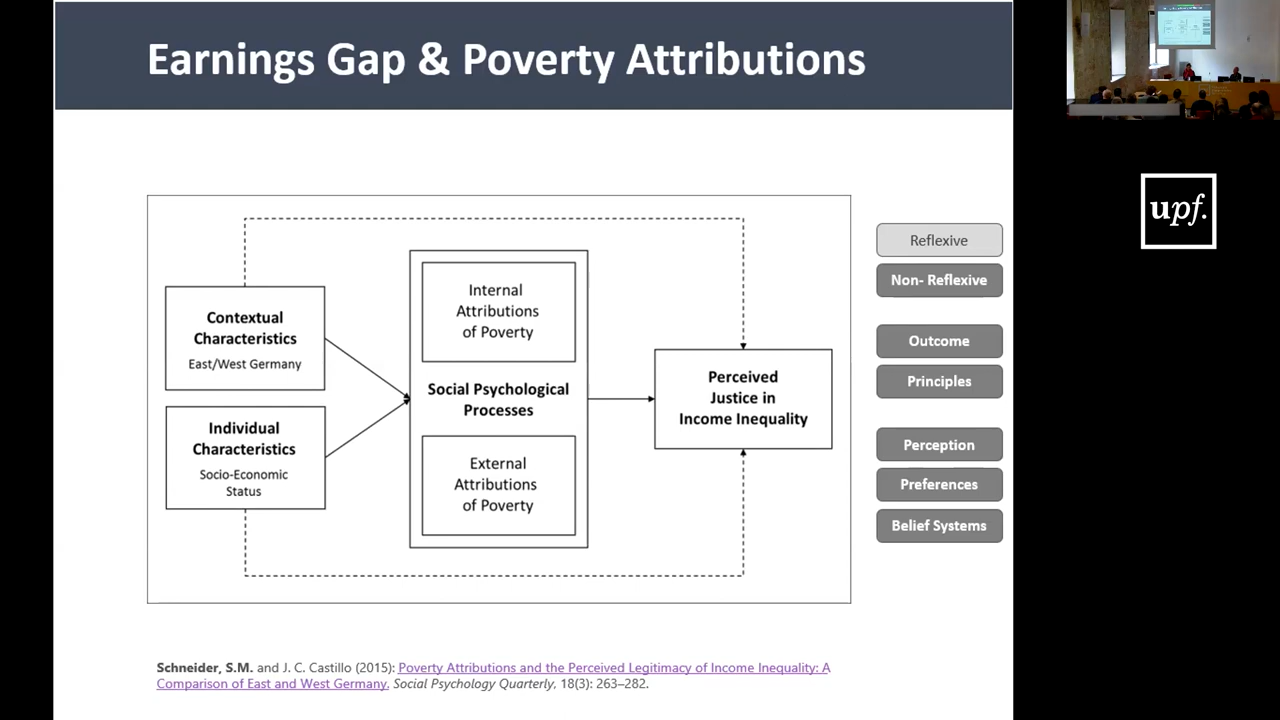 Earnings Gap & Poverty Attributions
Contextual
Characteristics
East/West Germany
Individual
Characteristics
Socio-Economic
Status
Internal
Attributions
of Poverty
Social Psychological
Processes
External
Attributions
of Poverty
Perceived
Justice in
Income Inequality
Reflexive
Non- Reflexive
Outcome
Principles
Perception
Preferences
Belief Systems
Schneider, S.M. and J. C. Castillo (2015): Poverty Attributions and the Perceived Legitimacy of Income Inequality: A
Comparison of East and West Germany. Social Psychology Quarterly, 18(3): 263–282.
upf.